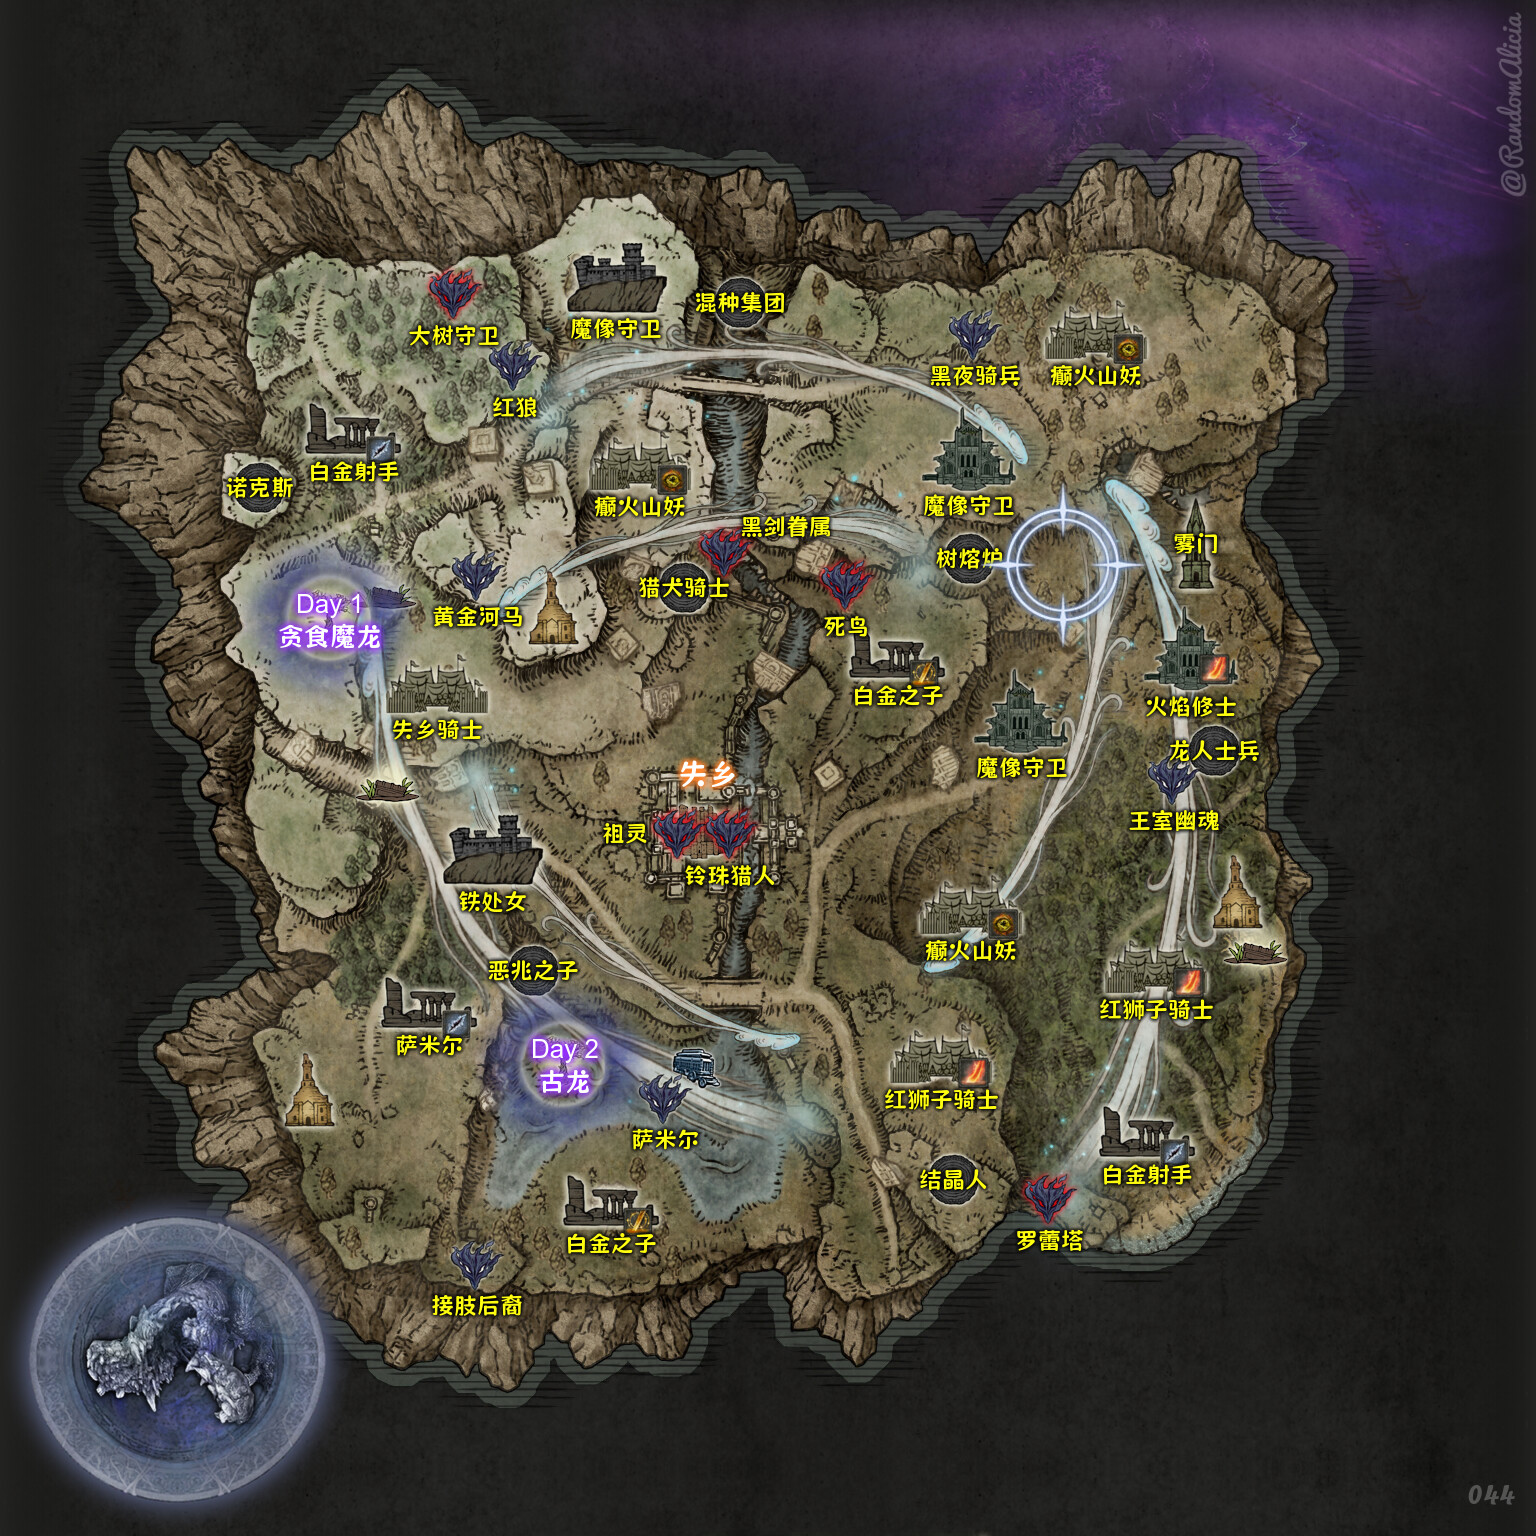 @RandomAlicia
大树守卫
魔像守卫
混种集团
红狼
黑夜骑兵
癫火山妖
白金射手
诺克斯
癫火山妖
魔像守卫
黑剑眷属
树熔炉
雾门
猎犬骑士
Day 1
贪食魔龙
黄金河马
死鸟
白金之子
失乡骑士
火焰修士
龙人士兵
魔像守卫
失乡
王室幽魂
祖灵
铃珠猎人
铁处女
癫火山妖
恶兆之子
红狮子骑士
萨米尔
Day 2
古龙
红狮子骑士
萨米尔
结晶人
白金射手
白金之子
罗蕾塔
接肢后裔
044